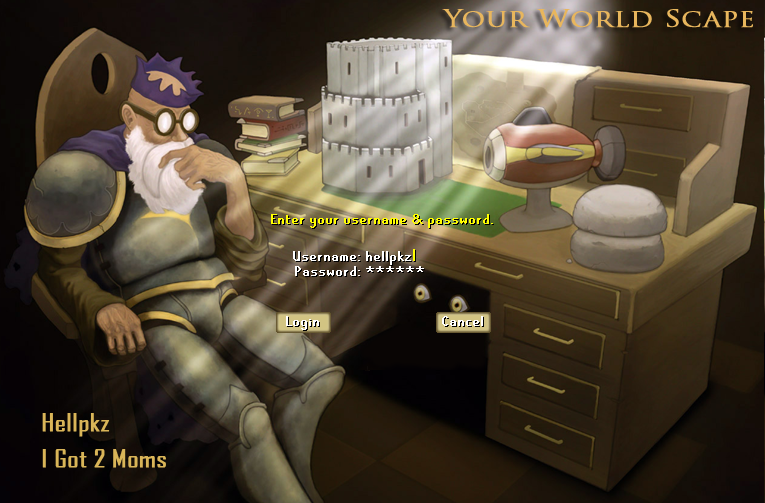 Your World Scape
Enter your username & password.
Username: hellpkz
Password: ******
Login
Cancel
Hellpkz
I Got 2 Moms